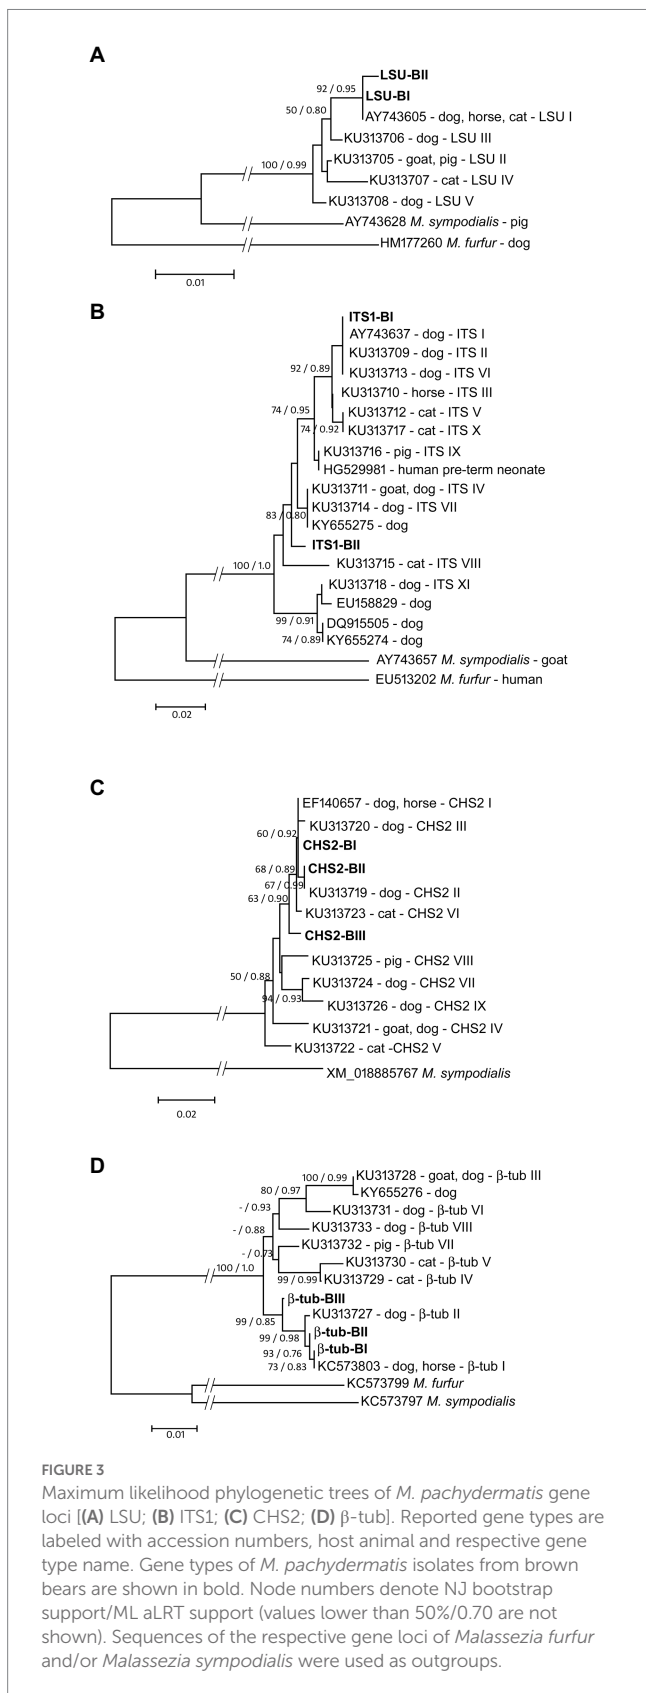 A
LSU-BII
92 / 0.95
LSU-BI
50 / 0.80
AY743605 - dog, horse, cat - LSU I
KU313706 - dog - LSU III
KU313705 - goat, pig - LSU II
100 / 0.99
KU313707 - cat - LSU IV
KU313708 - dog - LSU V
AY743628 M. sympodialis - pig
HM177260 M. furfur - dog
0.01
B
ITS1-BI
AY743637 - dog - ITS I
KU313709 - dog - ITS II
92 / 0.89
KU313713 - dog - ITS VI
KU313710 - horse - ITS III
74 / 0.95
KU313712 - cat - ITS V
74 / 0.92
KU313717 - cat - ITS X
KU313716 - pig - ITS IX
HG529981 - human pre-term neonate
KU313711 - goat, dog - ITS IV
KU313714 - dog - ITS VII
83 / 0.80
KY655275 - dog
ITS1-BII
100 / 1.0
KU313715 - cat - ITS VIII
KU313718 - dog - ITS XI
EU158829 - dog
99 / 0.91
DQ915505 - dog
74 / 0.89
KY655274 - dog
AY743657 M. sympodialis - goat
EU513202 M. furfur - human
0.02
C
EF140657 - dog, horse - CHS2 I
KU313720 - dog - CHS2 III
60 / 0.92
CHS2-BI
68 / 0.89
CHS2-BII
67 / 0.99
KU313719 - dog - CHS2 II
63 / 0.90
KU313723 - cat - CHS2 VI
CHS2-BIII
KU313725 - pig - CHS2 VIII
50 / 0.88
KU313724 - dog - CHS2 VII
94 / 0.93
KU313726 - dog - CHS2 IX
KU313721 - goat, dog - CHS2 IV
KU313722 - cat -CHS2 V
XM_018885767 M. sympodialis
0.02
D
100 / 0.99
KU313728 - goat, dog - β-tub III
80 / 0.97
KY655276 - dog
- / 0.93
KU313731 - dog - β-tub VI
- / 0.88
KU313733 - dog - β-tub VIII
- / 0.73
KU313732 - pig - β-tub VII
100 / 1.0
KU313730 - cat - β-tub V
99 / 0.99
KU313729 - cat - β-tub IV
β-tub-BIII
99 / 0.85
KU313727 - dog - β-tub II
99 / 0.98
β-tub-BII
93 / 0.76
β-tub-BI
73 / 0.83
KC573803 - dog, horse - β-tub I
KC573799 M. furfur
KC573797 M. sympodialis
0.01
FIGURE 3
Maximum likelihood phylogenetic trees of M. pachydermatis gene
loci [(A) LSU; (B) ITS1; (C) CHS2; (D) β-tub]. Reported gene types are
labeled with accession numbers, host animal and respective gene
type name. Gene types of M. pachydermatis isolates from brown
bears are shown in bold. Node numbers denote NJ bootstrap
support/ML aLRT support (values lower than 50%/0.70 are not
shown). Sequences of the respective gene loci of Malassezia furfur
and/or Malassezia sympodialis were used as outgroups.